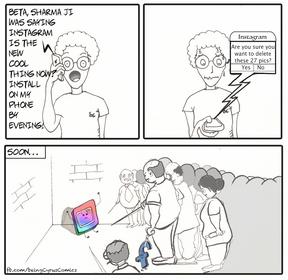 BETA, SHARMA JI
WAS SAYING
INSTAGRAM
IS THE
NEW
COOL
THING NOW?
INSTALL
ON MY
PHONE
BY
EVENING!
Instagram
Are you sure you
want to delete
these 27 pics?
Yes No
SOON...
fb.com/beingCyrusComics